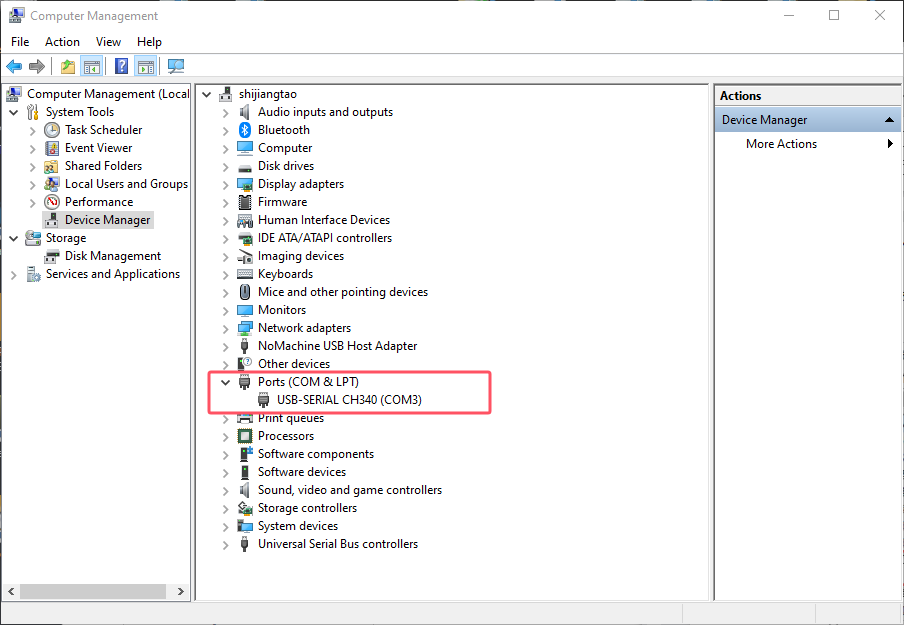 Computer Management
File Action View Help
Computer Management (Local
System Tools
Task Scheduler
Event Viewer
Shared Folders
Local Users and Groups
Performance
Device Manager
Storage
Disk Management
Services and Applications
shijiangtao
Audio inputs and outputs
Bluetooth
Computer
Disk drives
Display adapters
Firmware
Human Interface Devices
IDE ATA/ATAPI controllers
Imaging devices
Keyboards
Mice and other pointing devices
Monitors
Network adapters
NoMachine USB Host Adapter
Other devices
Ports (COM & LPT)
USB-SERIAL CH340 (COM3)
Print queues
Processors
Software components
Software devices
Sound, video and game controllers
Storage controllers
System devices
Universal Serial Bus controllers
Actions
Device Manager
More Actions